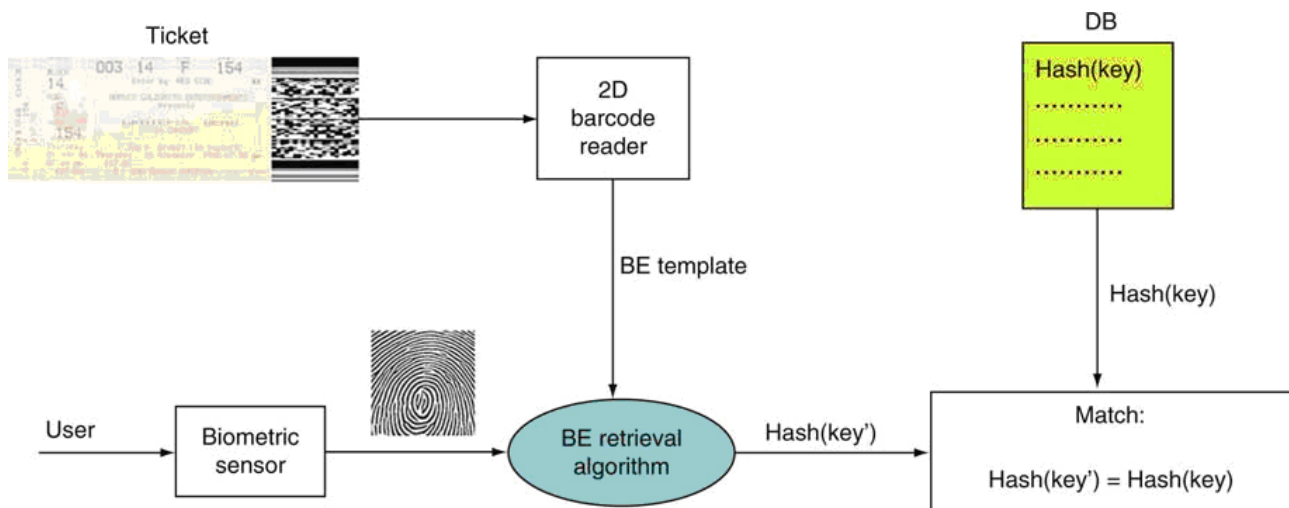 Ticket
003 14 F 154
14
154
2D
barcode
reader
DB
Hash(key)
BE template
Hash(key)
User
Biometric
sensor
BE retrieval
algorithm
Hash(key’)
Match:
Hash(key’) = Hash(key)